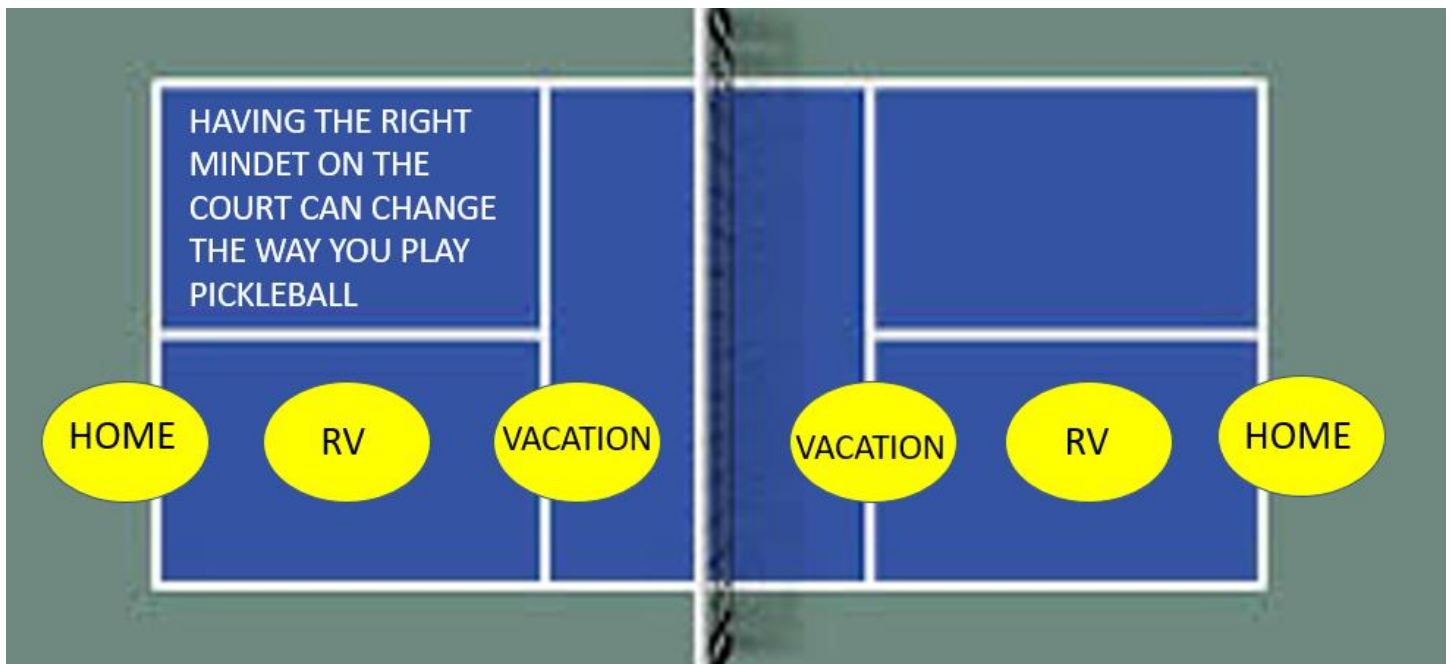 HAVING THE RIGHT
MINDET ON THE
COURT CAN CHANGE
THE WAY YOU PLAY
PICKLEBALL
HOME
RV
VACATION
VACATION
RV
HOME